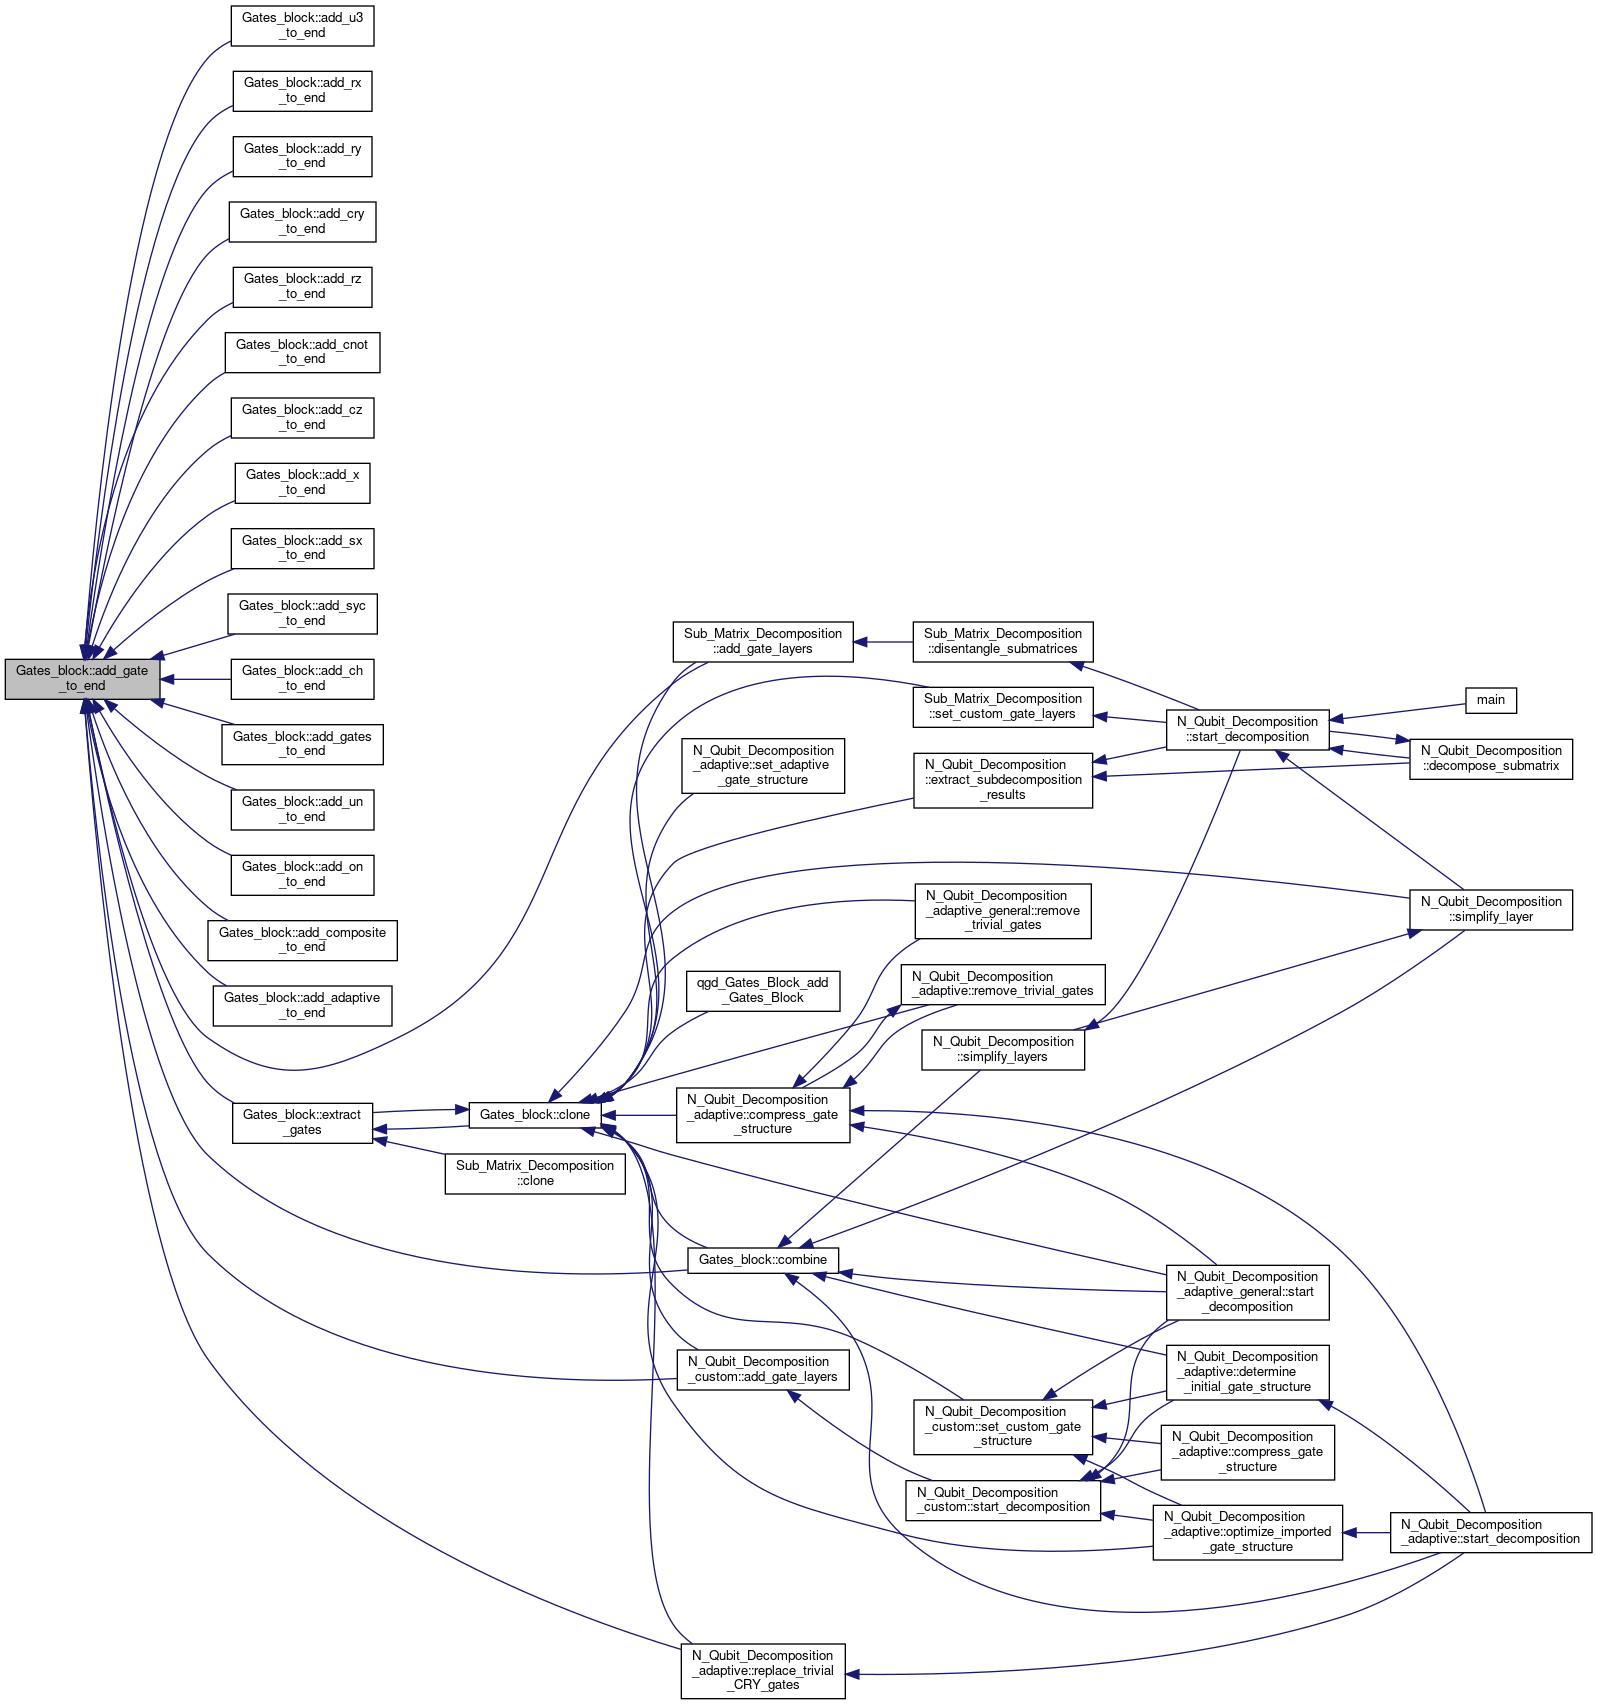 Gates_block::add_u3
_to_end
Gates_block::add_rx
_to_end
Gates_block::add_ry
_to_end
Gates_block::add_cry
_to_end
Gates_block::add_rz
_to_end
Gates_block::add_cnot
_to_end
Gates_block::add_cz
_to_end
Gates_block::add_x
_to_end
Gates_block::add_sx
_to_end
Gates_block::add_syc
_to_end
Gates_block::add_gate
_to_end
Gates_block::add_ch
_to_end
Gates_block::add_gates
_to_end
Gates_block::add_un
_to_end
Gates_block::add_on
_to_end
Gates_block::add_composite
_to_end
Gates_block::add_adaptive
_to_end
Gates_block::extract
_gates
Gates_block::clone
Sub_Matrix_Decomposition
::clone
Sub_Matrix_Decomposition
::add_gate_layers
N_Qubit_Decomposition
_adaptive::set_adaptive
_gate_structure
qgd_Gates_Block_add
_Gates_Block
N_Qubit_Decomposition
_adaptive::compress_gate
_structure
Gates_block::combine
N_Qubit_Decomposition
_custom::add_gate_layers
N_Qubit_Decomposition
_adaptive::replace_trivial
_CRY_gates
Sub_Matrix_Decomposition
::disentangle_submatrices
Sub_Matrix_Decomposition
::set_custom_gate_layers
N_Qubit_Decomposition
::extract_subdecomposition
_results
N_Qubit_Decomposition
_adaptive_general::remove
_trivial_gates
N_Qubit_Decomposition
_adaptive::remove_trivial_gates
N_Qubit_Decomposition
::simplify_layers
N_Qubit_Decomposition
_custom::set_custom_gate
_structure
N_Qubit_Decomposition
_custom::start_decomposition
N_Qubit_Decomposition
::start_decomposition
N_Qubit_Decomposition
_adaptive_general::start
_decomposition
N_Qubit_Decomposition
_adaptive::determine
_initial_gate_structure
N_Qubit_Decomposition
_adaptive::compress_gate
_structure
N_Qubit_Decomposition
_adaptive::optimize_imported
_gate_structure
main
N_Qubit_Decomposition
::decompose_submatrix
N_Qubit_Decomposition
::simplify_layer
N_Qubit_Decomposition
_adaptive::start_decomposition